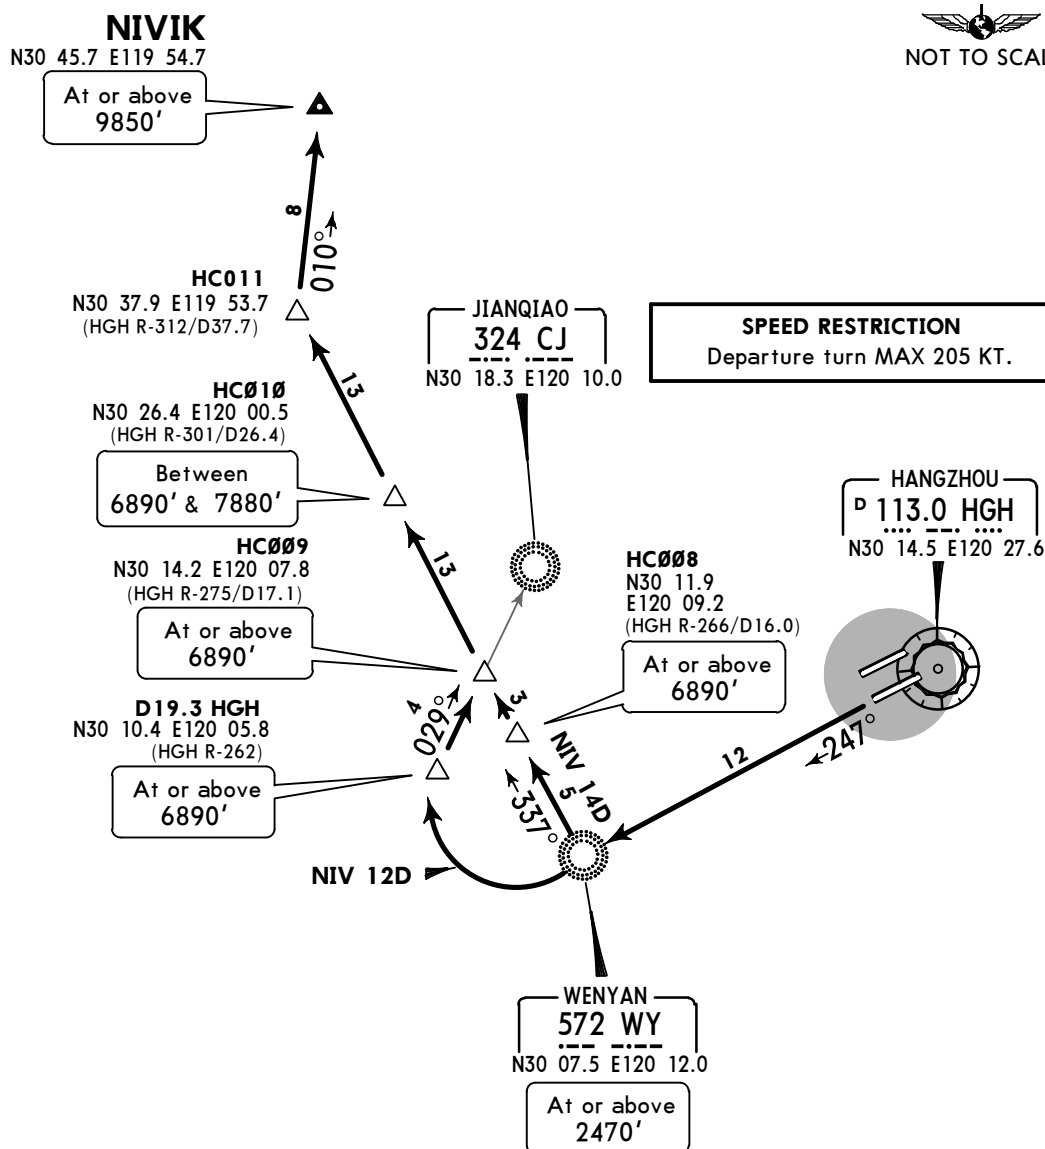 NIVIK
N30 45.7 E119 54.7
At or above
9850'
NOT TO SCAL
8
010°
HC011
N30 37.9 E119 53.7
(HGH R-312/D37.7)
JIANQIAO
324 CJ
N30 18.3 E120 10.0
SPEED RESTRICTION
Departure turn MAX 205 KT.
13
HCØ1Ø
N30 26.4 E120 00.5
(HGH R-301/D26.4)
Between
6890' & 7880'
HANGZHOU
D 113.0 HGH
N30 14.5 E120 27.6
13
HCØØ9
N30 14.2 E120 07.8
(HGH R-275/D17.1)
At or above
6890'
HCØØ8
N30 11.9
E120 09.2
(HGH R-266/D16.0)
At or above
6890'
D19.3 HGH
N30 10.4 E120 05.8
(HGH R-262)
At or above
6890'
4
029°
3
NIV 14D
5
337°
12
247°
NIV 12D
WENYAN
572 WY
N30 07.5 E120 12.0
At or above
2470'